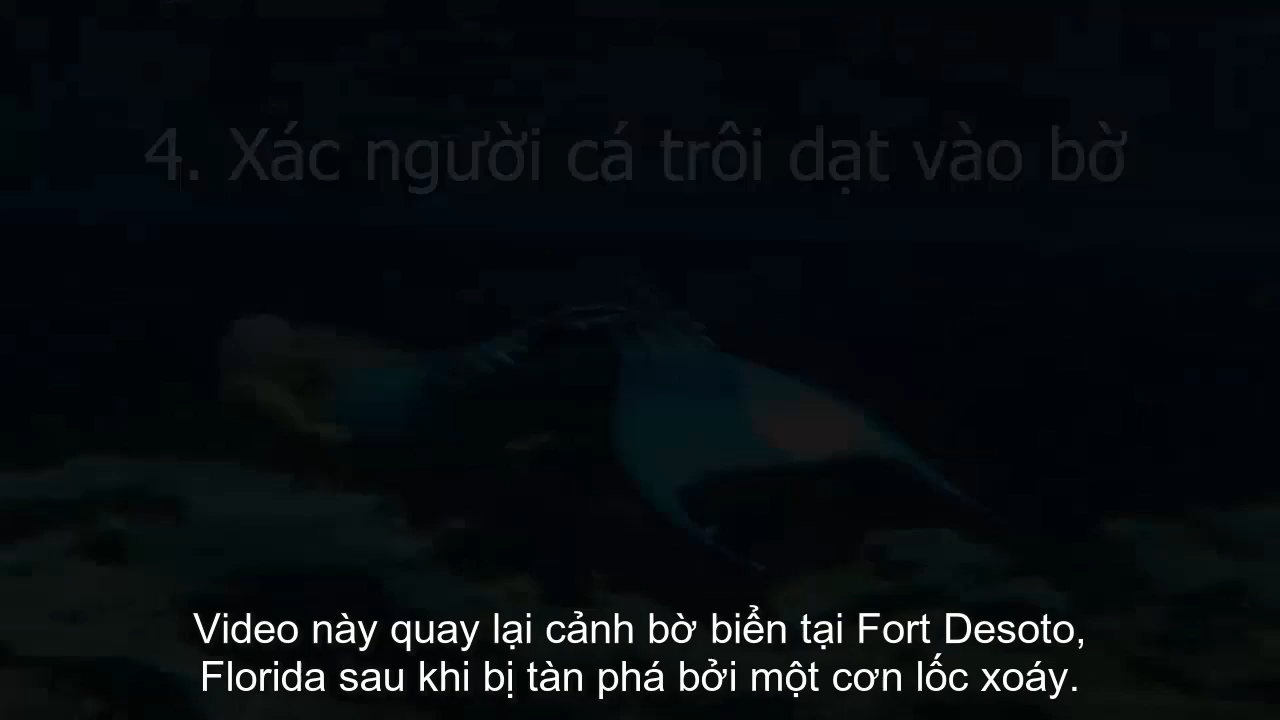 4. Xác người cá trôi dạt vào bờ
Video này quay lại cảnh bờ biển tại Fort Desoto,
Florida sau khi bị tàn phá bởi một cơn lốc xoáy.